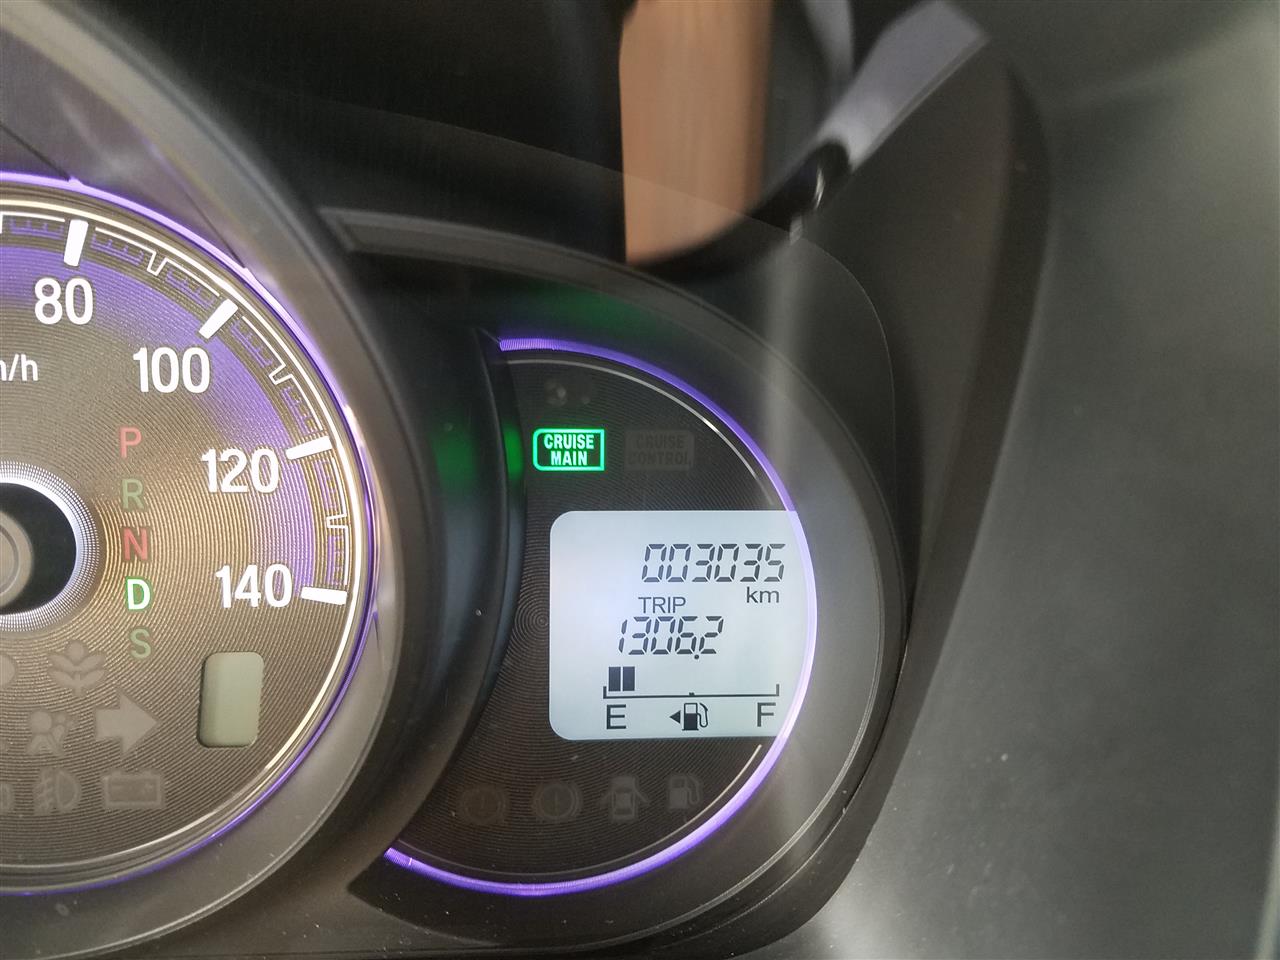 80
100
120
140
m/h
P
R
N
D
S
CRUISE
MAIN
CRUISE
CONTROL
003035
km
TRIP
1306.2
E
F